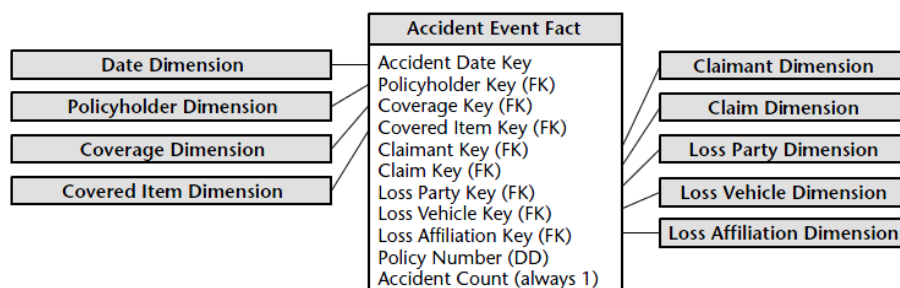 Accident Event Fact
Accident Date Key
Policyholder Key (FK)
Coverage Key (FK)
Covered Item Key (FK)
Claimant Key (FK)
Claim Key (FK)
Loss Party Key (FK)
Loss Vehicle Key (FK)
Loss Affiliation Key (FK)
Policy Number (DD)
Accident Count (always 1)
Date Dimension
Policyholder Dimension
Coverage Dimension
Covered Item Dimension
Claimant Dimension
Claim Dimension
Loss Party Dimension
Loss Vehicle Dimension
Loss Affiliation Dimension